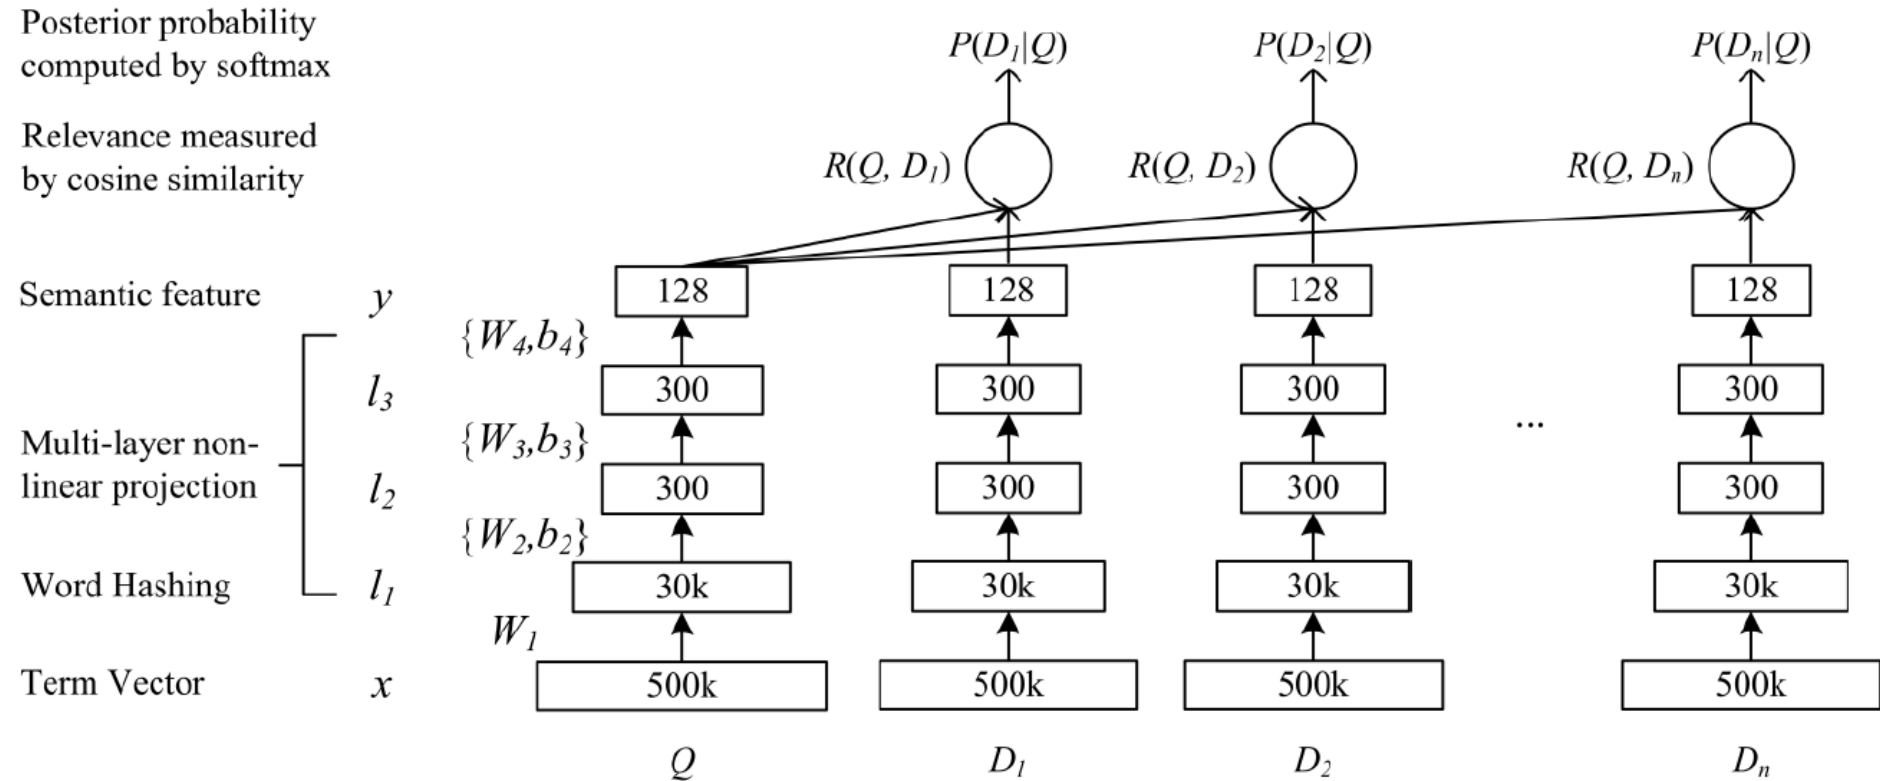 Posterior probability
computed by softmax
P(D₁|Q) P(D₂|Q) P(Dₙ|Q)
Relevance measured
by cosine similarity
R(Q, D₁) R(Q, D₂) R(Q, Dₙ)
Semantic feature y 128 128 128 128
{W₄,b₄}
l₃ 300 300 300 300
{W₃,b₃} ...
Multi-layer non-
linear projection
l₂ 300 300 300 300
{W₂,b₂}
Word Hashing l₁ 30k 30k 30k 30k
W₁
Term Vector x 500k 500k 500k 500k
Q D₁ D₂ Dₙ